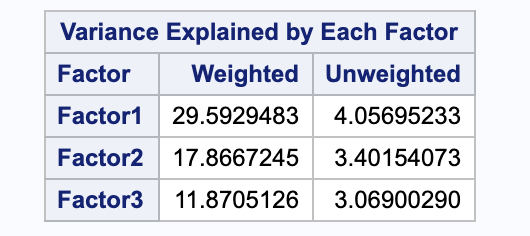 Variance Explained by Each Factor
Factor Weighted Unweighted
Factor1 29.5929483 4.05695233
Factor2 17.8667245 3.40154073
Factor3 11.8705126 3.06900290